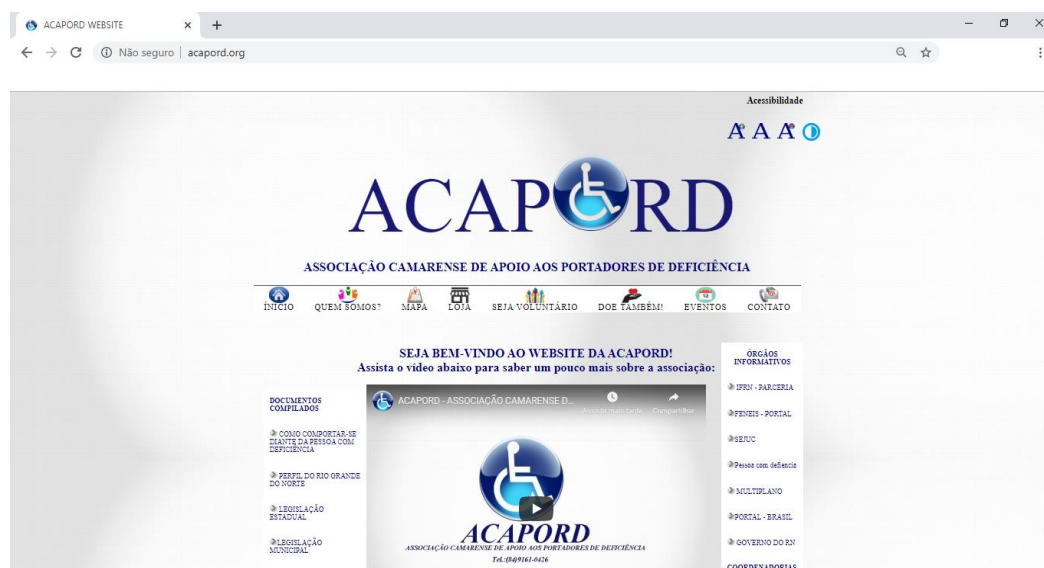 ACAPORD WEBSITE
Não seguro | acapord.org
Acessibilidade
A A A
ACAPORD
ASSOCIAÇÃO CAMARENSE DE APOIO AOS PORTADORES DE DEFICIÊNCIA
ÍNICIO QUEM SOMOS? MAPA LOJA SEJA VOLUNTÁRIO DOE TAMBÉM! EVENTOS CONTATO
SEJA BEM-VINDO AO WEBSITE DA ACAPORD!
Assista o vídeo abaixo para saber um pouco mais sobre a associação:
DOCUMENTOS
COMPILADOS
COMO COMPORTAR-SE
DIANTE DA PESSOA COM
DEFICIÊNCIA
PERFIL DO RIO GRANDE
DO NORTE
LEGISLAÇÃO
ESTADUAL
LEGISLAÇÃO
MUNICIPAL
ACAPORD - ASSOCIAÇÃO CAMARENSE D...
Assistir mais tarde Compartilhar
ACAPORD
ASSOCIAÇÃO CAMARENSE DE APOIO AOS PORTADORES DE DEFICIÊNCIA
Tel.:(84)9161-0426
ÓRGÃOS
INFORMATIVOS
IFRN - PARCERIA
FENEIS - PORTAL
SEJUC
Pessoa com defiencia
MULTIPLANO
PORTAL - BRASIL
GOVERNO DO RN
COORDENADORIAS